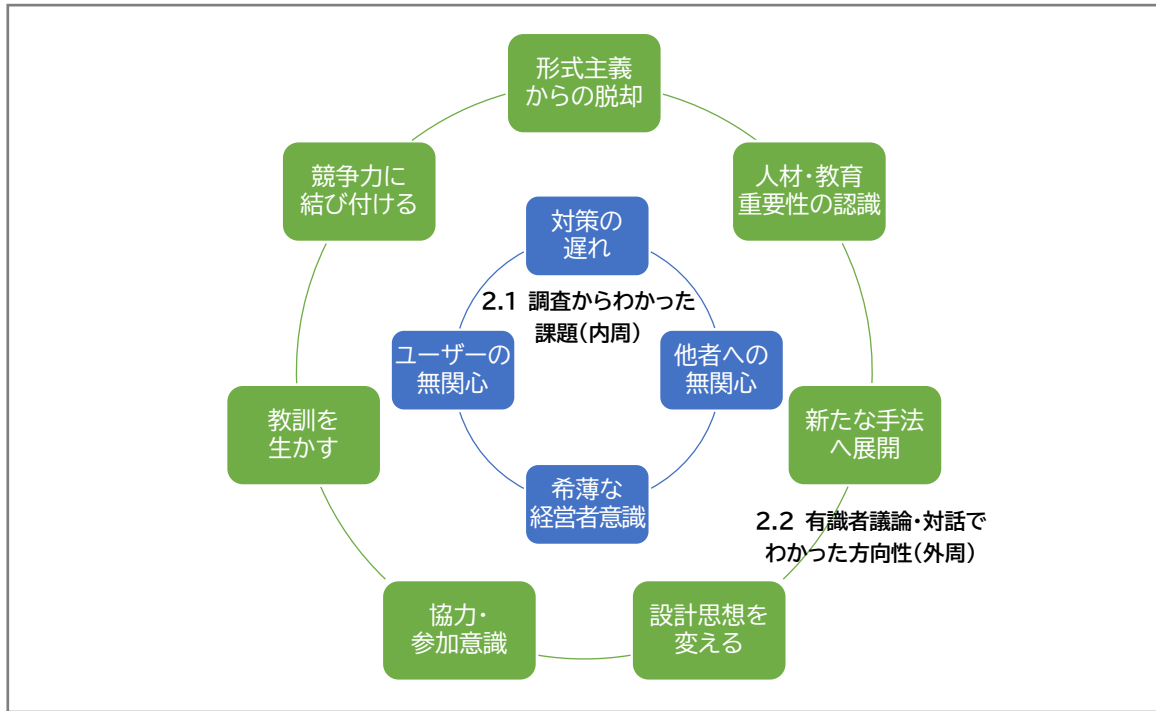 形式主義
からの脱却
競争力に
結び付ける
人材・教育
重要性の認識
対策の
遅れ
2.1 調査からわかった
課題(内周)
ユーザーの
無関心
他者への
無関心
教訓を
生かす
新たな手法
へ展開
希薄な
経営者意識
2.2 有識者議論・対話で
わかった方向性(外周)
協力・
参加意識
設計思想を
変える